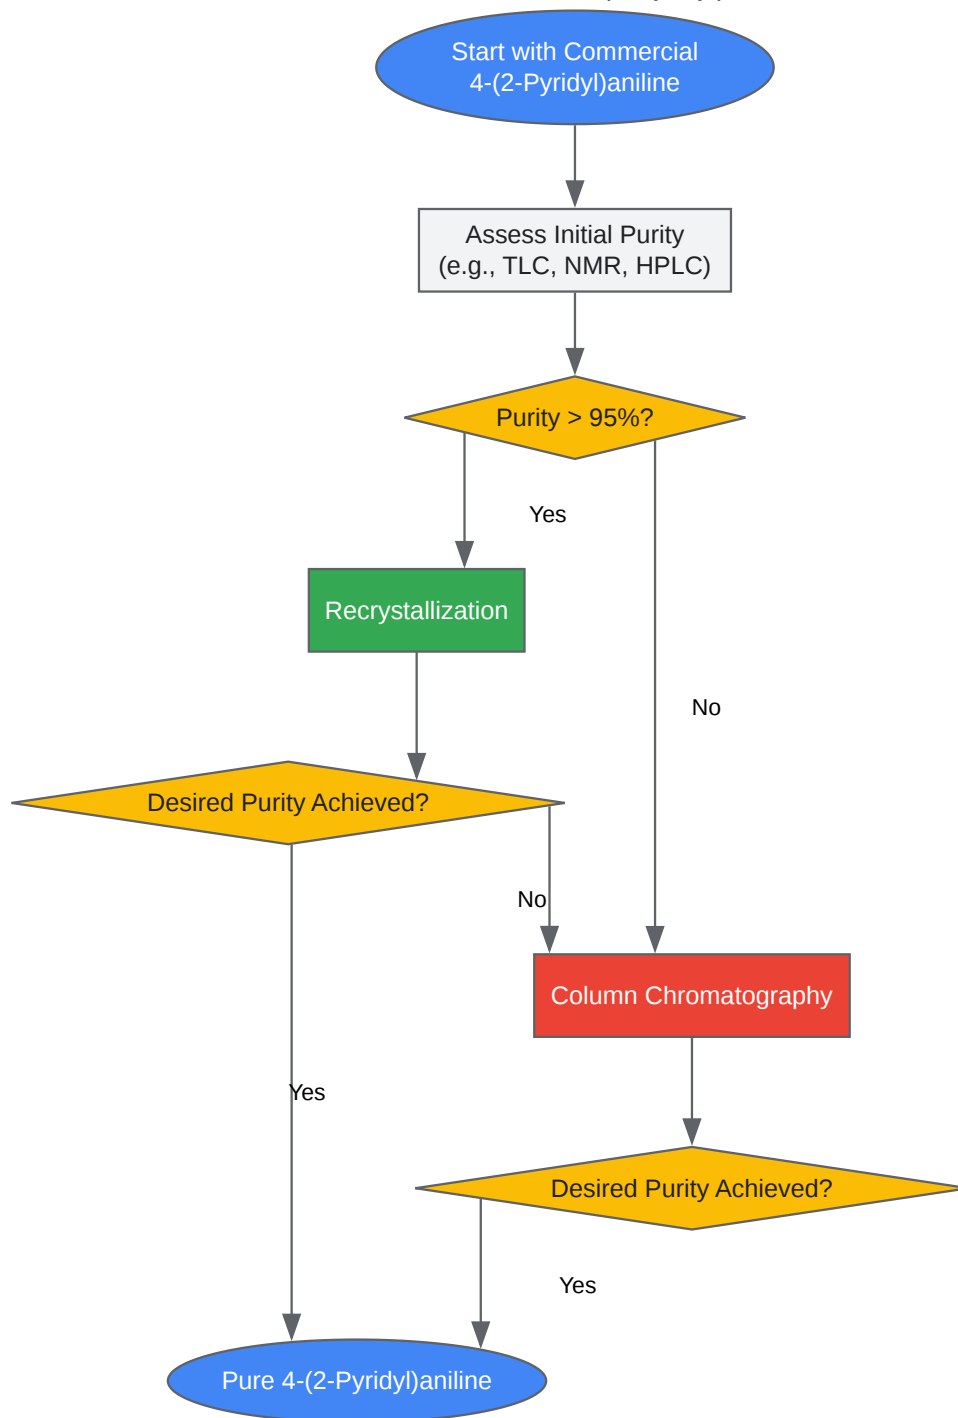 Start with Commercial
4-(2-Pyridyl)aniline
Assess Initial Purity
(e.g., TLC, NMR, HPLC)
Purity > 95%?
Yes
Recrystallization
No
Desired Purity Achieved?
No
Column Chromatography
Yes
Desired Purity Achieved?
Yes
Pure 4-(2-Pyridyl)aniline